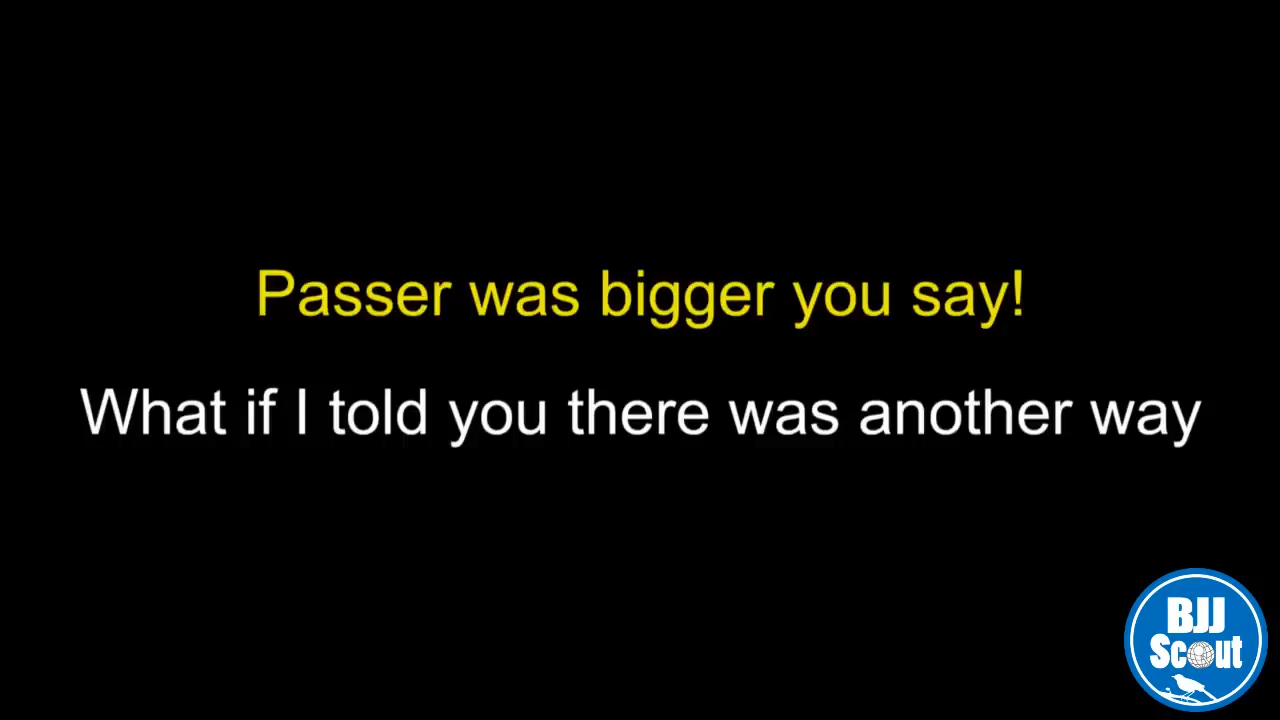 Passer was bigger you say!
What if I told you there was another way
BJJ
Scout